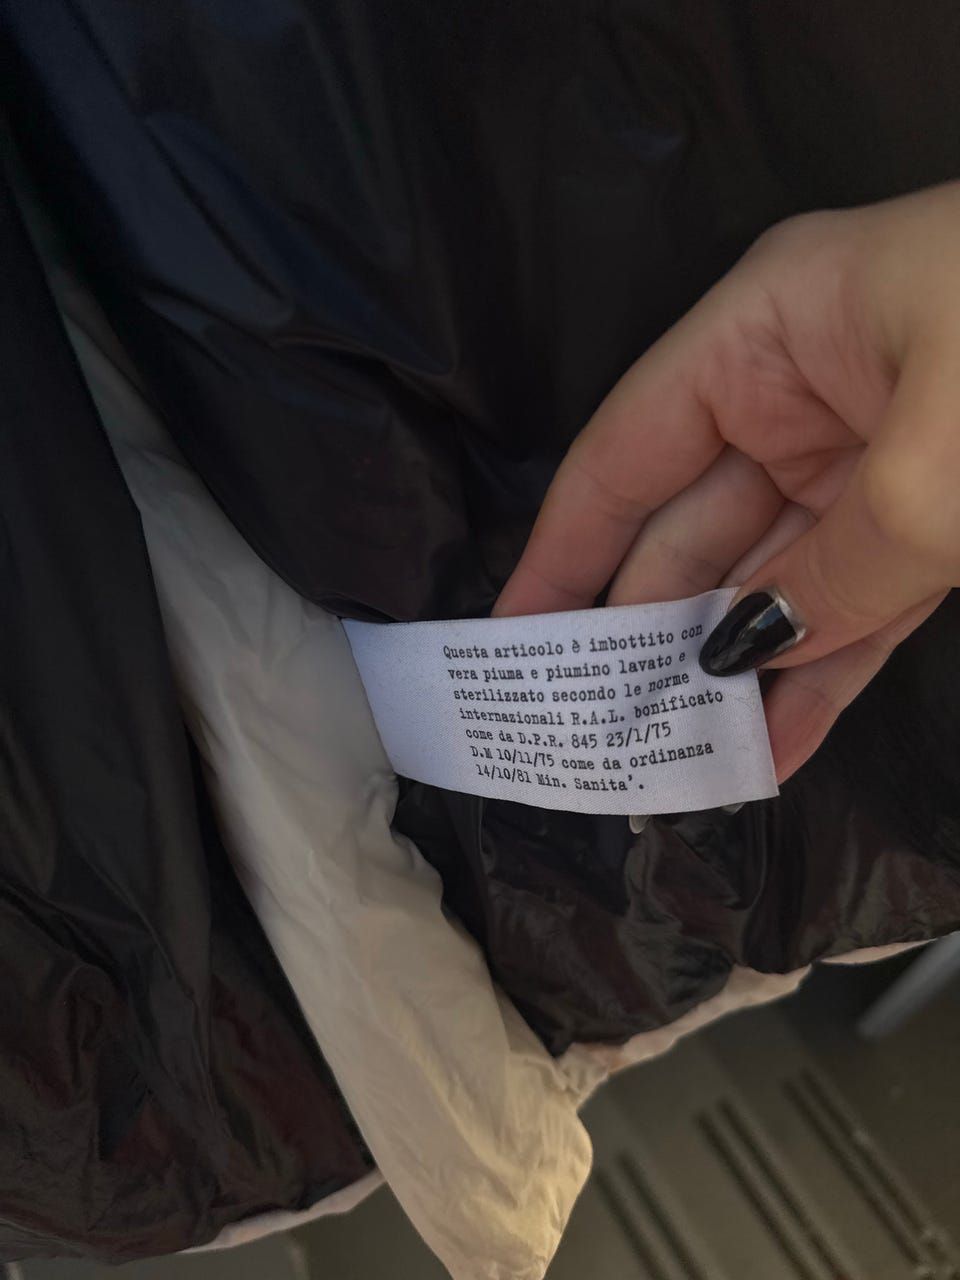 Questa articolo è imbottito con
vera piuma e piumino lavato e
sterilizzato secondo le norme
internazionali R.A.L. bonificato
come da D.P.R. 845 23/1/75
D.M 10/11/75 come da ordinanza
14/10/81 Min. Sanita'.